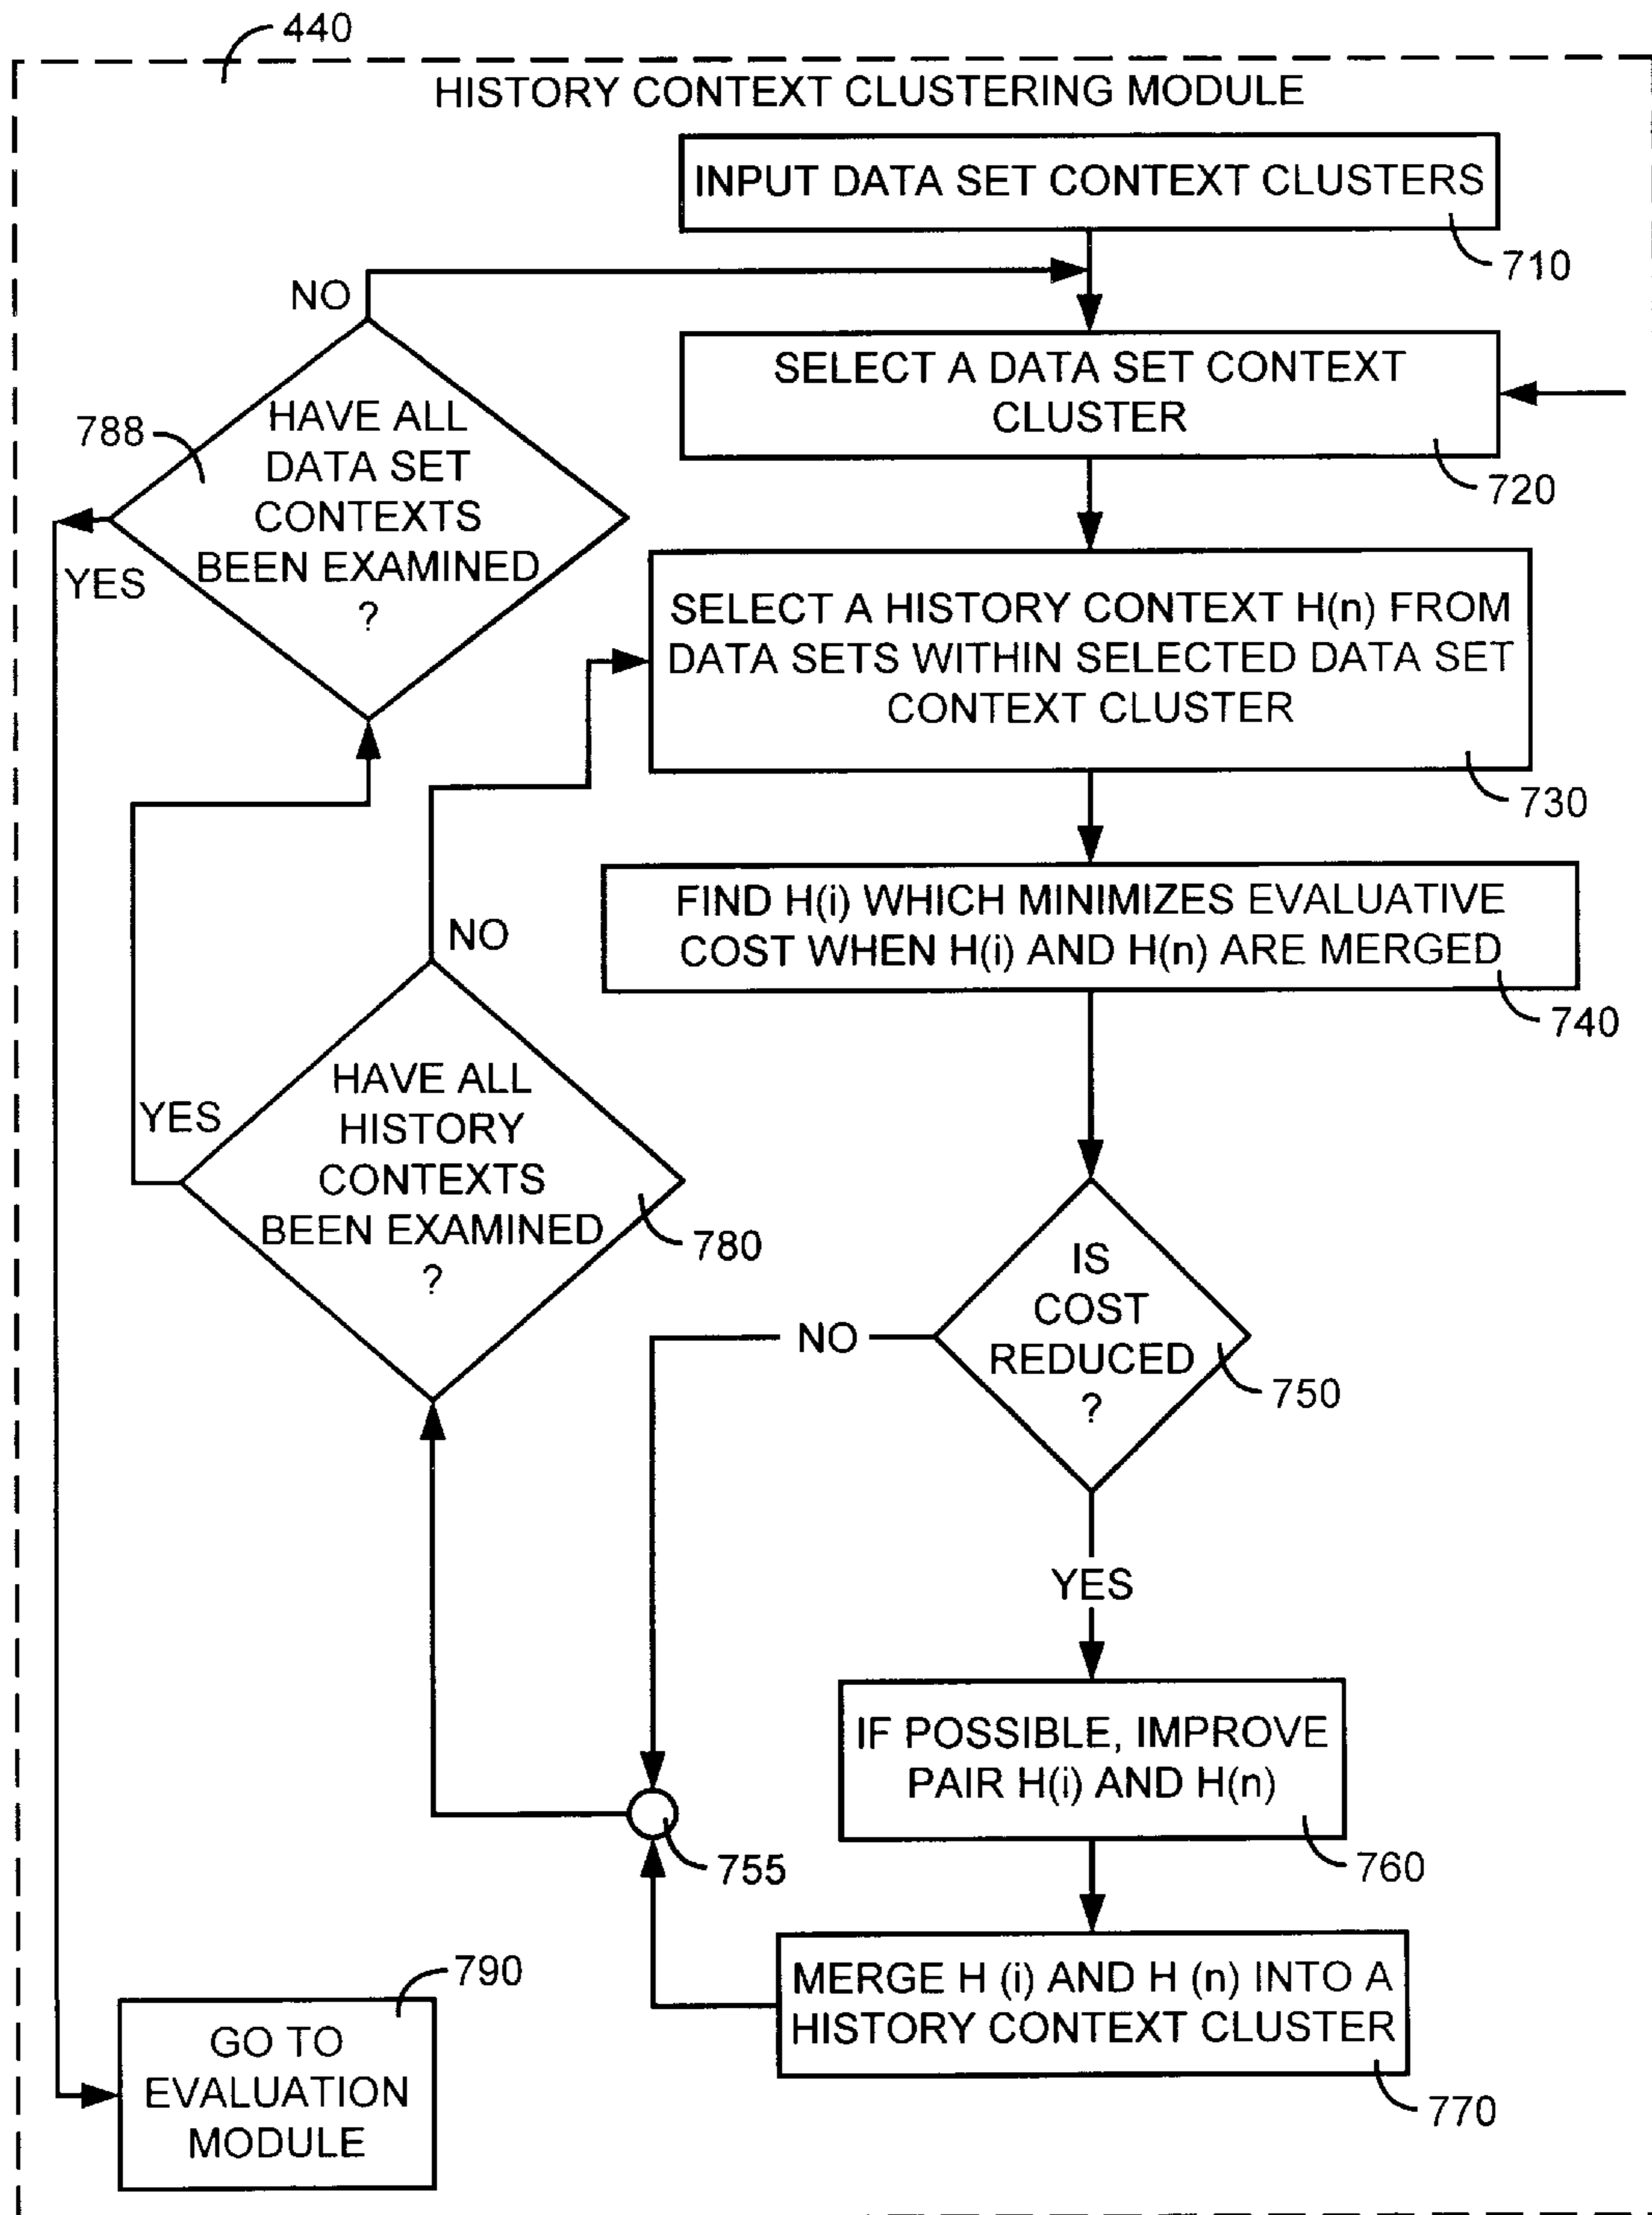 440
HISTORY CONTEXT CLUSTERING MODULE
INPUT DATA SET CONTEXT CLUSTERS
710
NO
SELECT A DATA SET CONTEXT
CLUSTER
720
788
HAVE ALL
DATA SET
CONTEXTS
BEEN EXAMINED
?
YES
SELECT A HISTORY CONTEXT H(n) FROM
DATA SETS WITHIN SELECTED DATA SET
CONTEXT CLUSTER
730
FIND H(i) WHICH MINIMIZES EVALUATIVE
COST WHEN H(i) AND H(n) ARE MERGED
740
NO
HAVE ALL
HISTORY
CONTEXTS
BEEN EXAMINED
?
YES
780
IS
COST
REDUCED
?
750
NO
YES
IF POSSIBLE, IMPROVE
PAIR H(i) AND H(n)
760
755
MERGE H (i) AND H (n) INTO A
HISTORY CONTEXT CLUSTER
770
790
GO TO
EVALUATION
MODULE